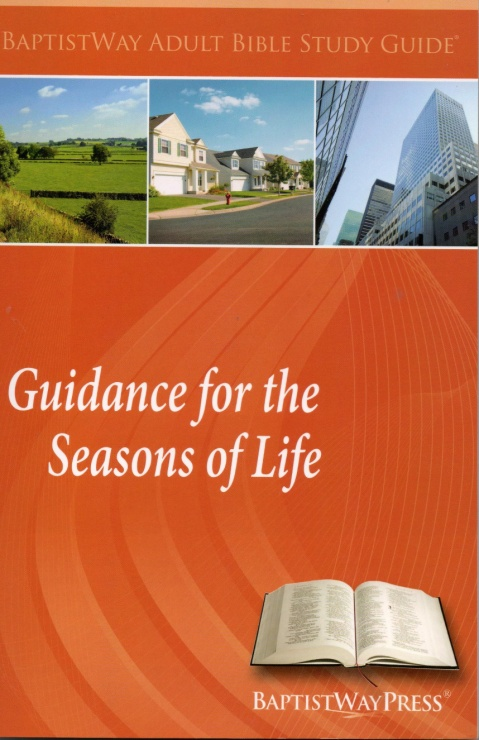 BAPTISTWAY ADULT BIBLE STUDY GUIDE®
Guidance for the
Seasons of Life
BAPTISTWAYPRESS®